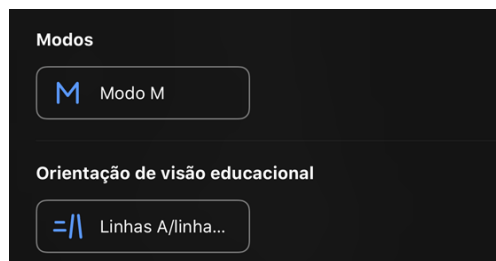 Modos
Modo M
Orientação de visão educacional
Linhas A/linha...